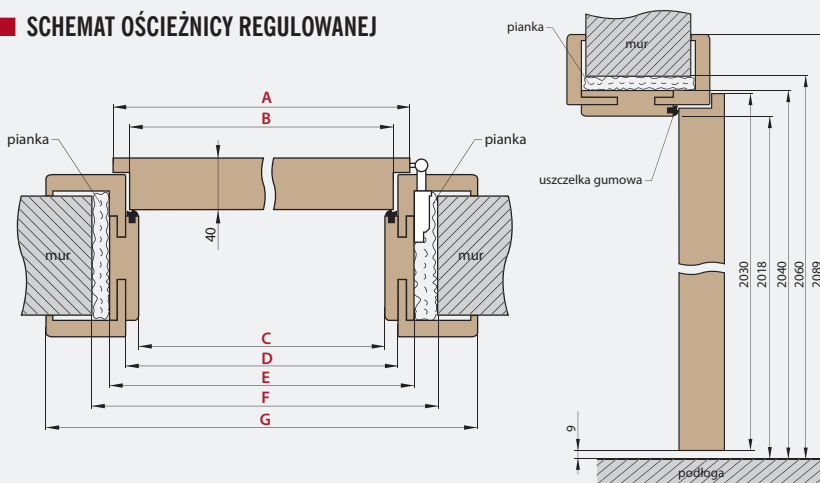 SCHEMAT OŚCIEŻNICY REGULOWANEJ
A
B
pianka
pianka
40
mur
mur
C
D
E
F
G
pianka
mur
uszczelka gumowa
2030
2018
2040
2060
2089
9
podłoga